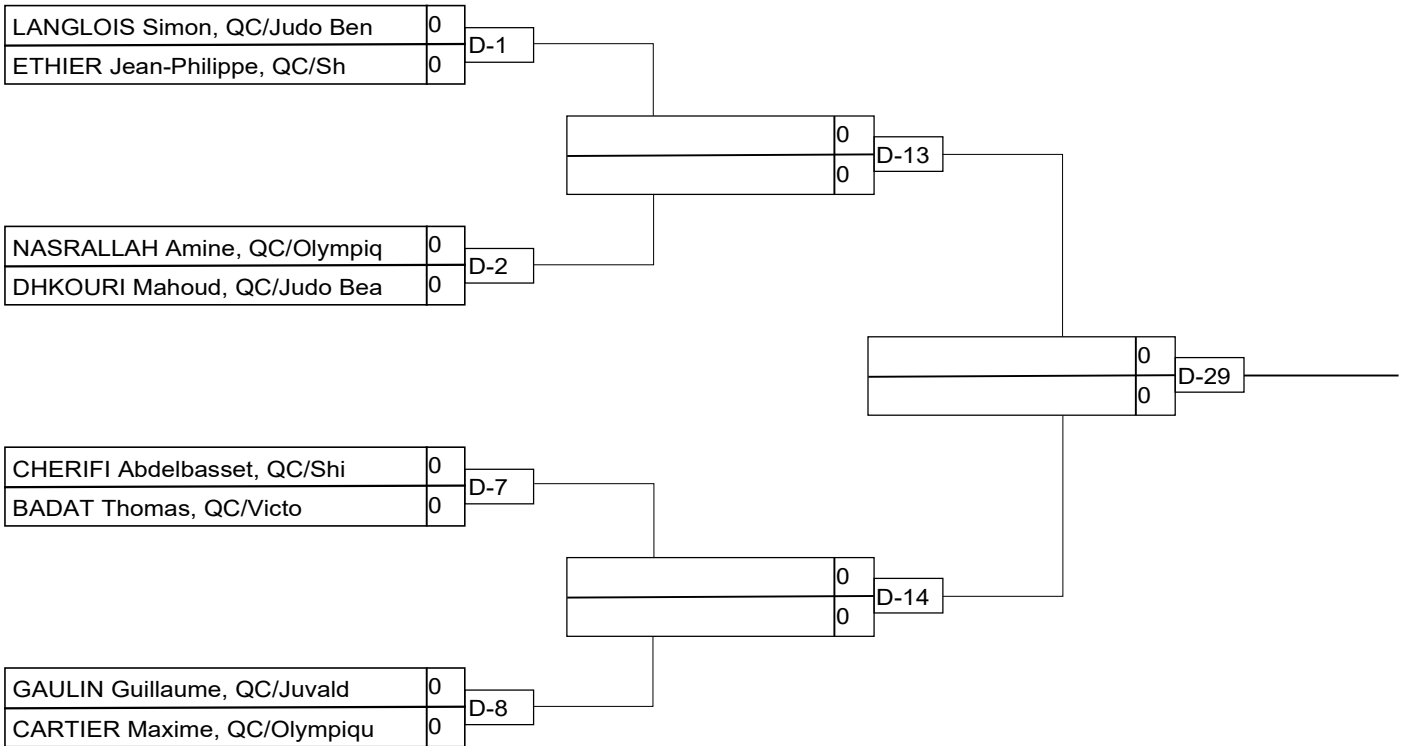 LANGLOIS Simon, QC/Judo Ben 0
D-1
ETHIER Jean-Philippe, QC/Sh 0
0
D-13
0
NASRALLAH Amine, QC/Olympiq 0
D-2
DHKOURI Mahoud, QC/Judo Bea 0
0
D-29
0
CHERIFI Abdelbasset, QC/Shi 0
D-7
BADAT Thomas, QC/Victo 0
0
D-14
0
GAULIN Guillaume, QC/Juvald 0
D-8
CARTIER Maxime, QC/Olympiqu 0